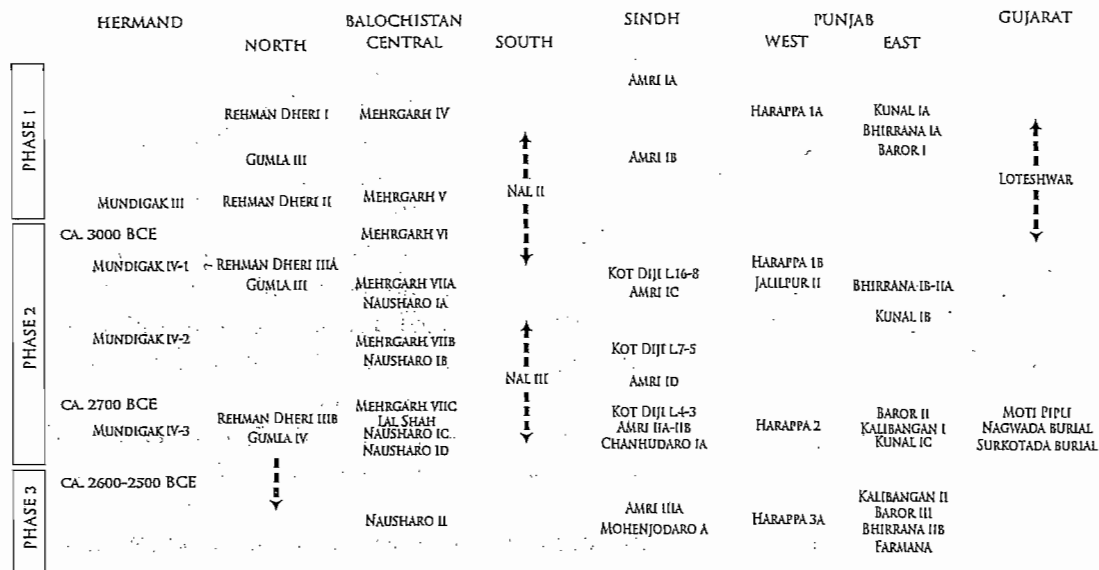 HERMAND BALOCHISTAN SINDH PUNJAB GUJARAT
NORTH CENTRAL SOUTH WEST EAST
PHASE 1
AMRI IA
REHMAN DHERI I MEHRGARH IV HARAPPA 1A KUNAL IA
BHIRRANA IA
GUMLA III AMRI IB BAROR I
NAL II LOTESHWAR
MUNDIGAK III REHMAN DHERI II MEHRGARH V
PHASE 2
CA. 3000 BCE MEHRGARH VI
MUNDIGAK IV-1 REHMAN DHERI IIIA HARAPPA 1B
GUMLA III MEHRGARH VIIA KOT DIJI L.16-8 JALILPUR II BHIRRANA IB-IIA
NAUSHARO IA AMRI IC
KUNAL IB
MUNDIGAK IV-2 MEHRGARH VIIB KOT DIJI L.7-5
NAUSHARO IB
NAL III AMRI ID
CA. 2700 BCE MEHRGARH VIIC KOT DIJI L.4-3 BAROR II MOTI PIPLI
MUNDIGAK IV-3 REHMAN DHERI IIIB LAL SHAH AMRI IIA-IIB HARAPPA 2 KALIBANGAN I NAGWADA BURIAL
GUMLA IV NAUSHARO IC CHANHUDARO IA KUNAL IC SURKOTADA BURIAL
NAUSHARO ID
PHASE 3
CA. 2600-2500 BCE
KALIBANGAN II
AMRI IIIA BAROR III
NAUSHARO II MOHENJODARO A HARAPPA 3A BHIRRANA IIB
FARMANA